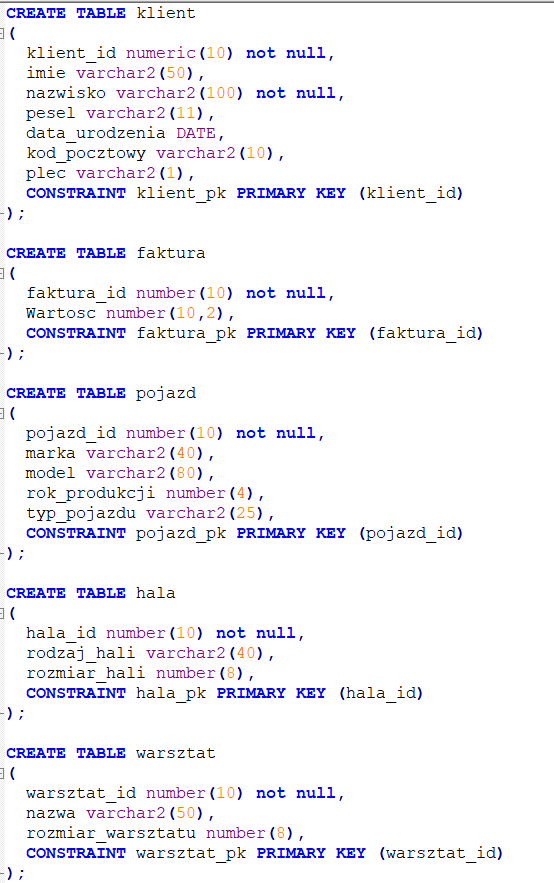 CREATE TABLE klient
(
klient_id numeric(10) not null,
imie varchar2(50),
nazwisko varchar2(100) not null,
pesel varchar2(11),
data_urodzenia DATE,
kod_pocztowy varchar2(10),
plec varchar2(1),
CONSTRAINT klient_pk PRIMARY KEY (klient_id)
);
CREATE TABLE faktura
(
faktura_id number(10) not null,
Wartosc number(10,2),
CONSTRAINT faktura_pk PRIMARY KEY (faktura_id)
);
CREATE TABLE pojazd
(
pojazd_id number(10) not null,
marka varchar2(40),
model varchar2(80),
rok_produkcji number(4),
typ_pojazdu varchar2(25),
CONSTRAINT pojazd_pk PRIMARY KEY (pojazd_id)
);
CREATE TABLE hala
(
hala_id number(10) not null,
rodzaj_hali varchar2(40),
rozmiar_hali number(8),
CONSTRAINT hala_pk PRIMARY KEY (hala_id)
);
CREATE TABLE warsztat
(
warsztat_id number(10) not null,
nazwa varchar2(50),
rozmiar_warsztatu number(8),
CONSTRAINT warsztat_pk PRIMARY KEY (warsztat_id)
);